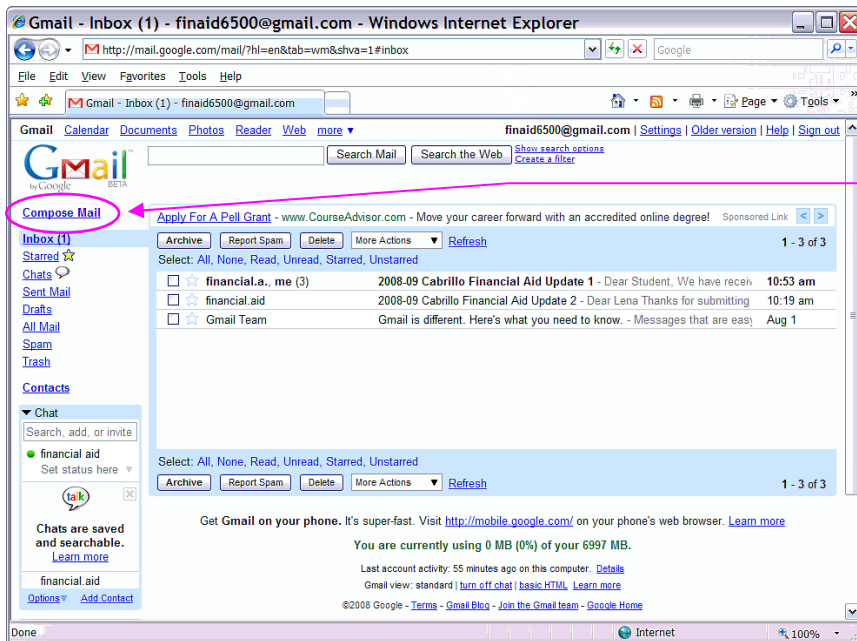 Gmail - Inbox (1) - finaid6500@gmail.com - Windows Internet Explorer
http://mail.google.com/mail/?hl=en&tab=wm&shva=1#inbox Google
File Edit View Favorites Tools Help
Gmail - Inbox (1) - finaid6500@gmail.com Page Tools »
Gmail Calendar Documents Photos Reader Web more ▼ finaid6500@gmail.com | Settings | Older version | Help | Sign out
Gmail by Google BETA Search Mail Search the Web Show search options
Create a filter
Compose Mail Apply For A Pell Grant - www.CourseAdvisor.com - Move your career forward with an accredited online degree! Sponsored Link < >
Inbox (1) Archive Report Spam Delete More Actions ▼ Refresh 1 - 3 of 3
Starred Select: All, None, Read, Unread, Starred, Unstarred
Chats financial.a., me (3) 2008-09 Cabrillo Financial Aid Update 1 - Dear Student, We have receiv 10:53 am
Sent Mail financial.aid 2008-09 Cabrillo Financial Aid Update 2 - Dear Lena Thanks for submitting 10:19 am
Drafts Gmail Team Gmail is different. Here's what you need to know. - Messages that are easy Aug 1
All Mail
Spam
Trash
Contacts
Chat
Search, add, or invite
financial aid
Set status here ▼
talk
Chats are saved
and searchable.
Learn more
financial.aid
Options▼ Add Contact
Select: All, None, Read, Unread, Starred, Unstarred
Archive Report Spam Delete More Actions ▼ Refresh 1 - 3 of 3
Get Gmail on your phone. It's super-fast. Visit http://mobile.google.com/ on your phone's web browser. Learn more
You are currently using 0 MB (0%) of your 6997 MB.
Last account activity: 55 minutes ago on this computer. Details
Gmail view: standard | turn off chat | basic HTML Learn more
©2008 Google - Terms - Gmail Blog - Join the Gmail team - Google Home
Done Internet 100%